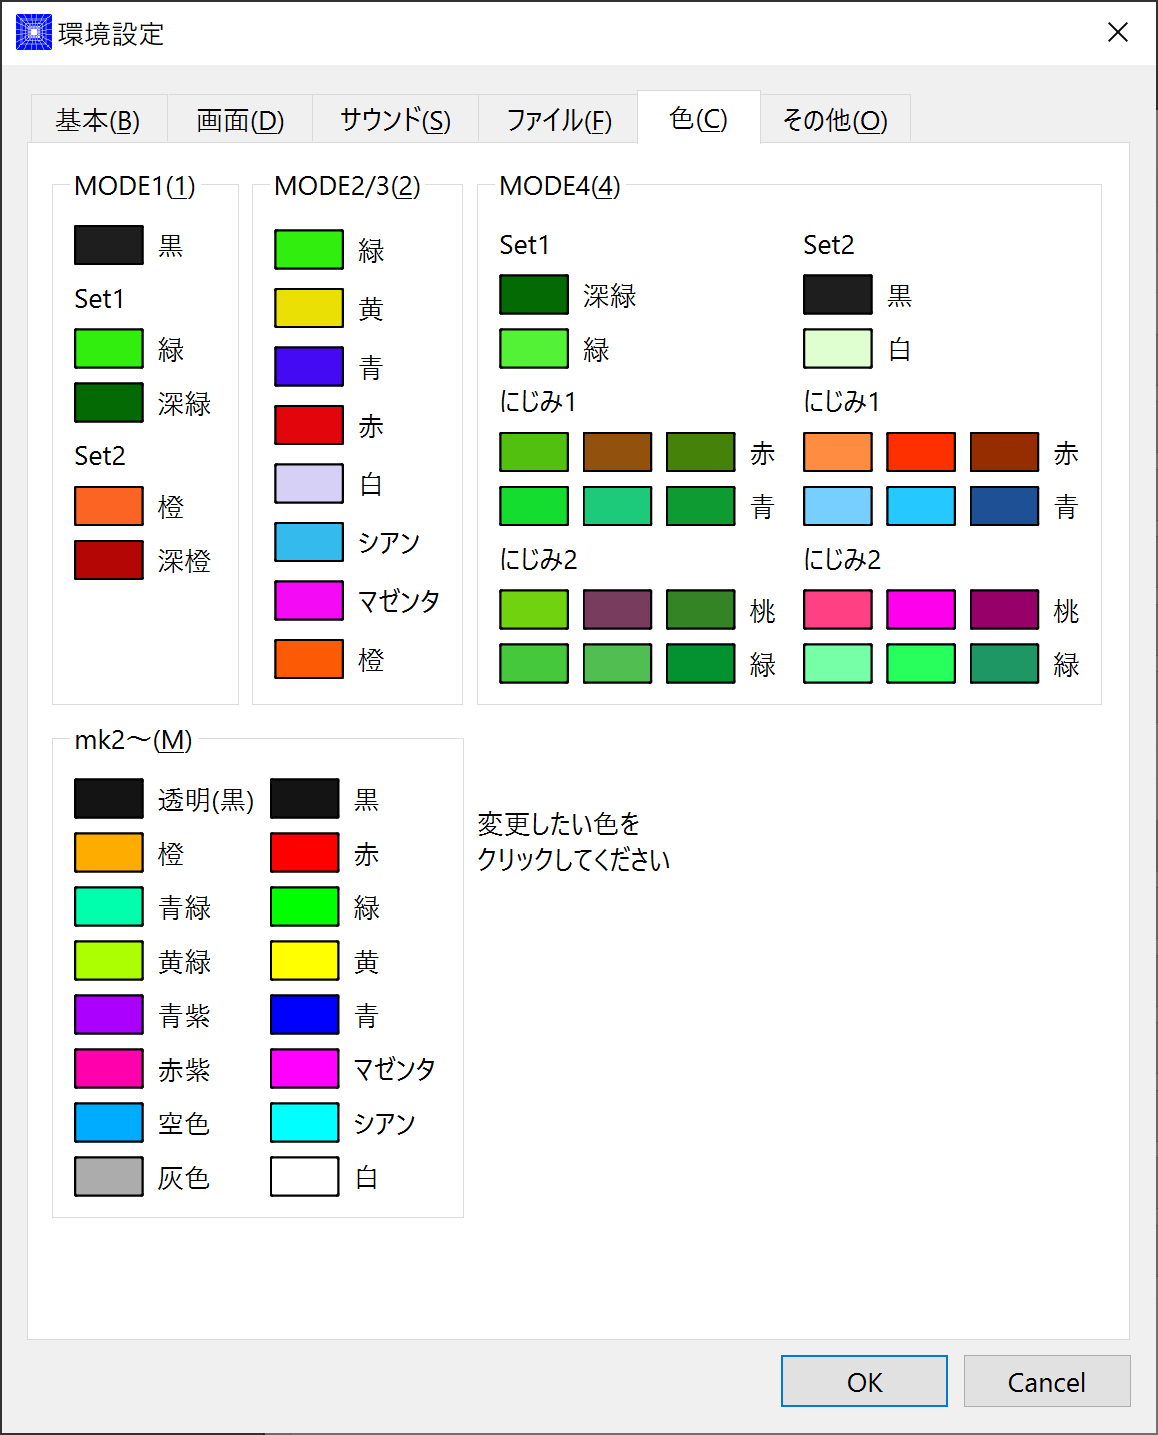 環境設定
基本(B)
画面(D)
サウンド(S)
ファイル(F)
色(C)
その他(O)
MODE1(1)
黒
Set1
緑
深緑
Set2
橙
深橙
MODE2/3(2)
緑
黄
青
赤
白
シアン
マゼンタ
橙
MODE4(4)
Set1
深緑
緑
にじみ1
赤
青
にじみ2
桃
緑
Set2
黒
白
にじみ1
赤
青
にじみ2
桃
緑
mk2～(M)
透明(黒)
橙
青緑
黄緑
青紫
赤紫
空色
灰色
黒
赤
緑
黄
青
マゼンタ
シアン
白
変更したい色を
クリックしてください
OK
Cancel